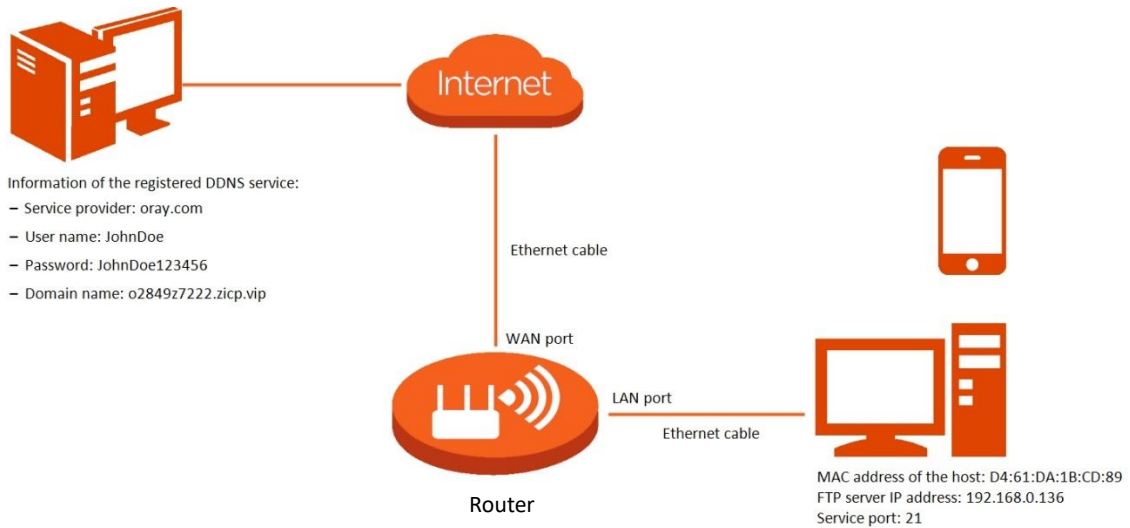 Internet
Information of the registered DDNS service:
– Service provider: oray.com
– User name: JohnDoe
– Password: JohnDoe123456
– Domain name: o2849z7222.zicp.vip
Ethernet cable
WAN port
LAN port
Ethernet cable
Router
MAC address of the host: D4:61:DA:1B:CD:89
FTP server IP address: 192.168.0.136
Service port: 21